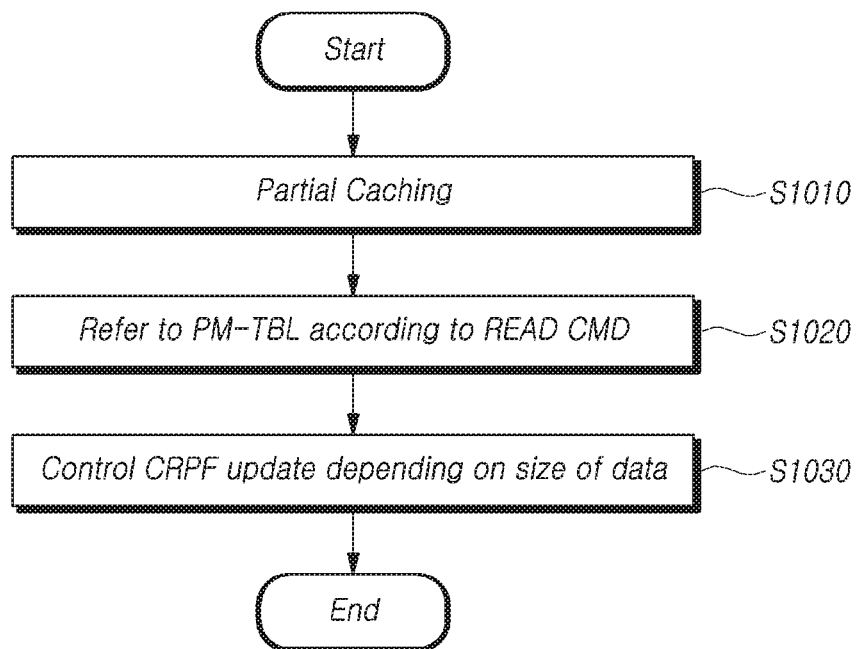 Start
Partial Caching
S1010
Refer to PM-TBL according to READ CMD
S1020
Control CRPF update depending on size of data
S1030
End